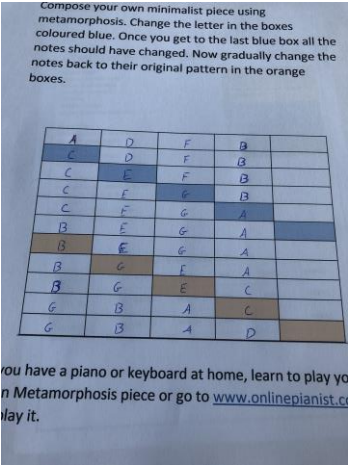 Compose your own minimalist piece using
metamorphosis. Change the letter in the boxes
coloured blue. Once you get to the last blue box all the
notes should have changed. Now gradually change the
notes back to their original pattern in the orange
boxes.
A D F B
C D F B
C E F B
C E G B
C E G A
B E G A
B E G A
B G E A
B G E C
G B A C
G B A D
you have a piano or keyboard at home, learn to play yo
n Metamorphosis piece or go to www.onlinepianist.co
play it.